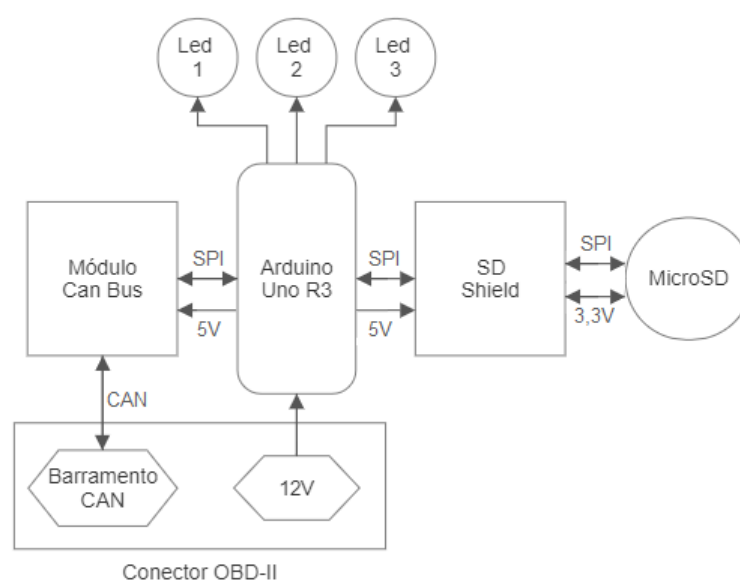 Led
1
Led
2
Led
3
Módulo
Can Bus
SPI
5V
Arduino
Uno R3
SPI
5V
SD
Shield
SPI
3,3V
MicroSD
CAN
Barramento
CAN
12V
Conector OBD-II